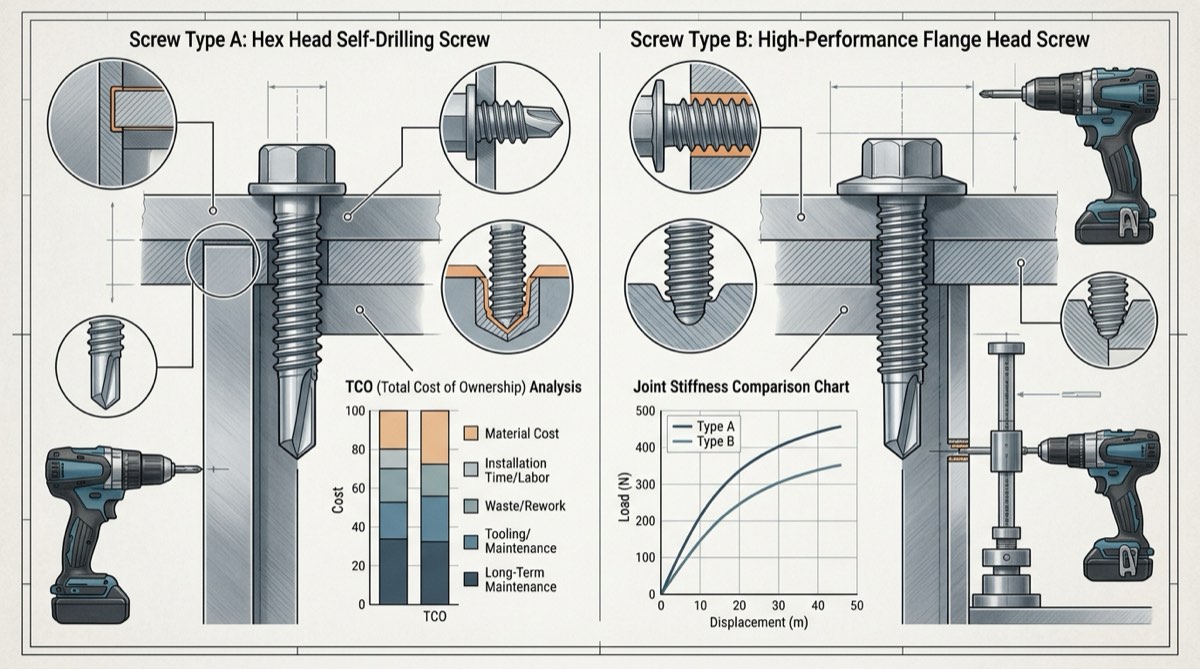 Screw Type A: Hex Head Self-Drilling Screw
Screw Type B: High-Performance Flange Head Screw
TCO (Total Cost of Ownership) Analysis
100
80
60
40
20
0
Cost
TCO
Material Cost
Installation
Time/Labor
Waste/Rework
Tooling/
Maintenance
Long-Term
Maintenance
Joint Stiffness Comparison Chart
500
400
300
200
100
0
Load (N)
Type A
Type B
0 10 20 30 40 50
Displacement (m)